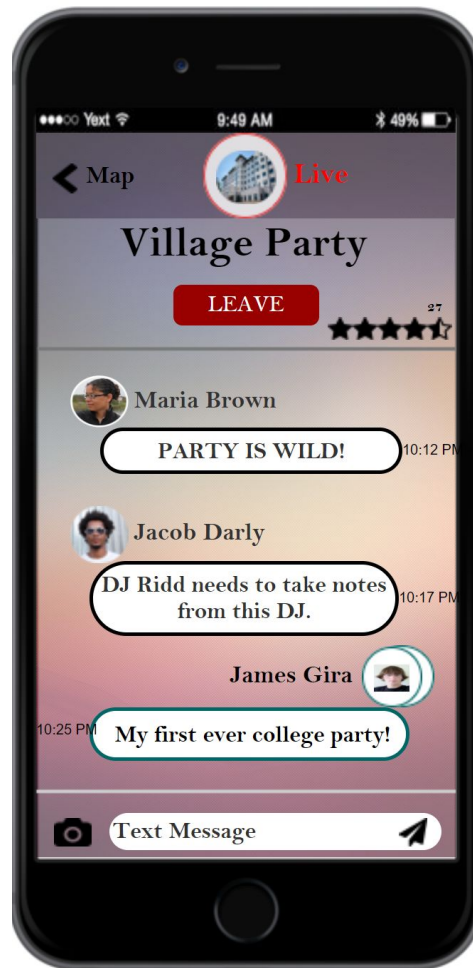 Yext 9:49 AM 49%
Map Live
Village Party
LEAVE
27
Maria Brown
PARTY IS WILD! 10:12 PM
Jacob Darly
DJ Ridd needs to take notes
from this DJ. 10:17 PM
James Gira
10:25 PM My first ever college party!
Text Message